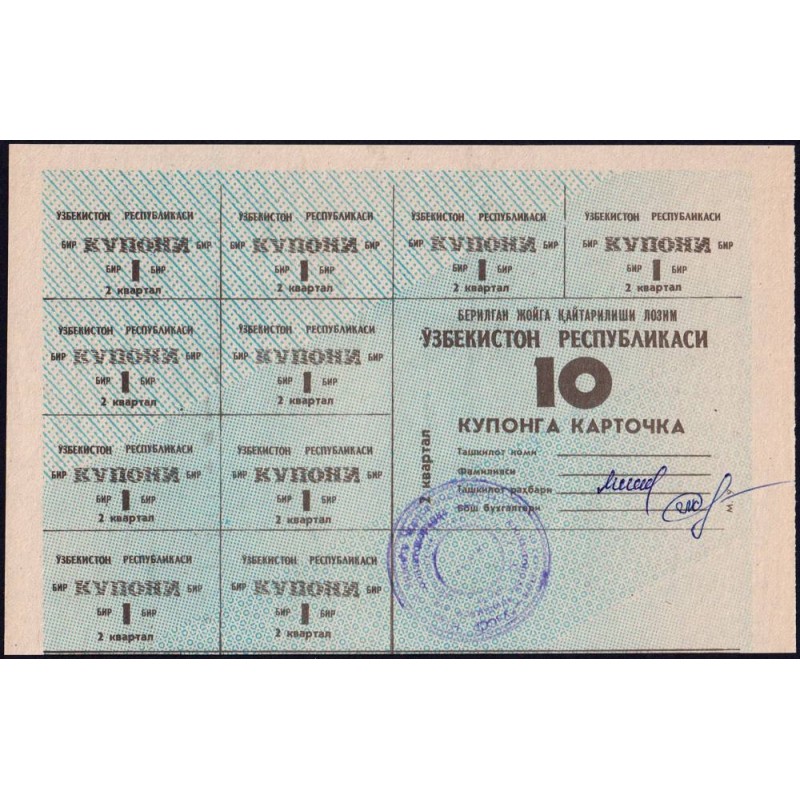 ЎЗБЕКИСТОН РЕСПУБЛИКАСИ
БИР КУПОНИ БИР
БИР 1 БИР
2 квартал
ЎЗБЕКИСТОН РЕСПУБЛИКАСИ
БИР КУПОНИ БИР
БИР 1 БИР
2 квартал
ЎЗБЕКИСТОН РЕСПУБЛИКАСИ
БИР КУПОНИ БИР
БИР 1 БИР
2 квартал
ЎЗБЕКИСТОН РЕСПУБЛИКАСИ
БИР КУПОНИ БИР
БИР 1 БИР
2 квартал
ЎЗБЕКИСТОН РЕСПУБЛИКАСИ
БИР КУПОНИ БИР
БИР 1 БИР
2 квартал
ЎЗБЕКИСТОН РЕСПУБЛИКАСИ
БИР КУПОНИ БИР
БИР 1 БИР
2 квартал
ЎЗБЕКИСТОН РЕСПУБЛИКАСИ
БИР КУПОНИ БИР
БИР 1 БИР
2 квартал
ЎЗБЕКИСТОН РЕСПУБЛИКАСИ
БИР КУПОНИ БИР
БИР 1 БИР
2 квартал
ЎЗБЕКИСТОН РЕСПУБЛИКАСИ
БИР КУПОНИ БИР
БИР 1 БИР
2 квартал
ЎЗБЕКИСТОН РЕСПУБЛИКАСИ
БИР КУПОНИ БИР
БИР 1 БИР
2 квартал
БЕРИЛГАН ЖОЙГА ҚАЙТАРИЛИШИ ЛОЗИМ
ЎЗБЕКИСТОН РЕСПУБЛИКАСИ
10
КУПОНГА КАРТОЧКА
2 квартал
Ташкилот номи
Фамилияси
Ташкилот раҳбари
Бош бухгалтери